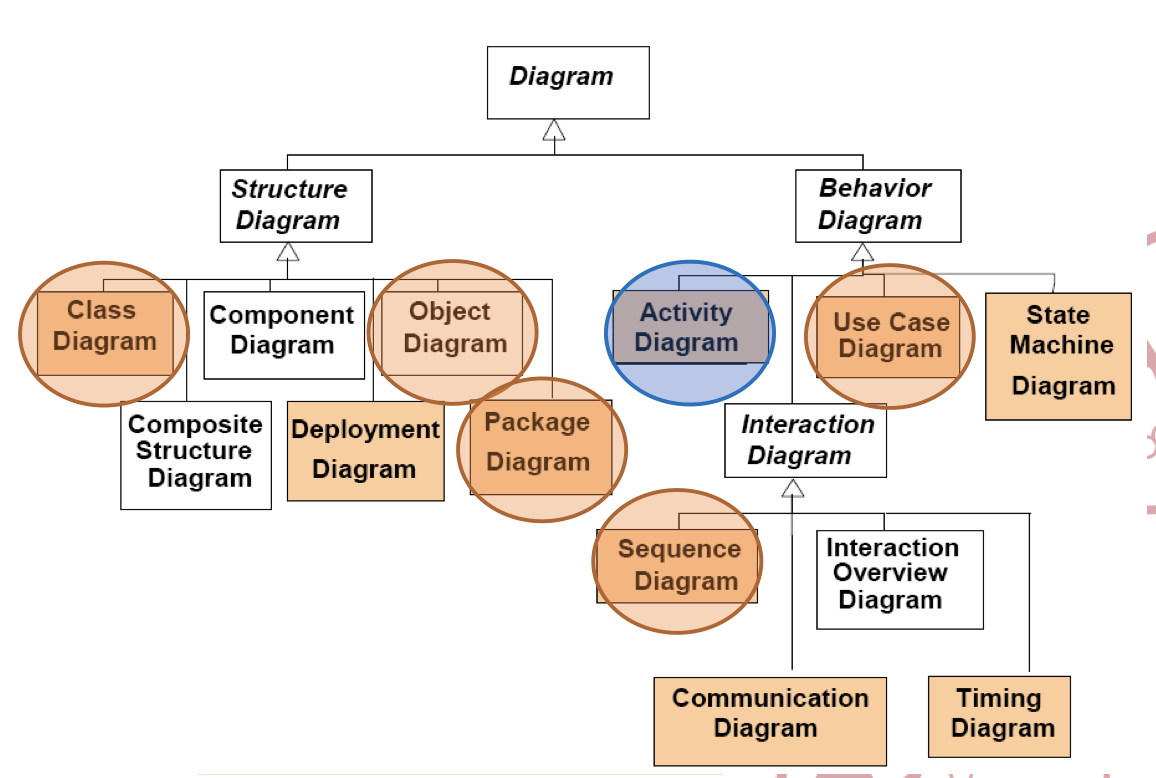 Diagram
Structure
Diagram
Behavior
Diagram
Class
Diagram
Component
Diagram
Object
Diagram
Activity
Diagram
Use Case
Diagram
State
Machine
Diagram
Composite
Structure
Diagram
Deployment
Diagram
Package
Diagram
Interaction
Diagram
Sequence
Diagram
Interaction
Overview
Diagram
Communication
Diagram
Timing
Diagram